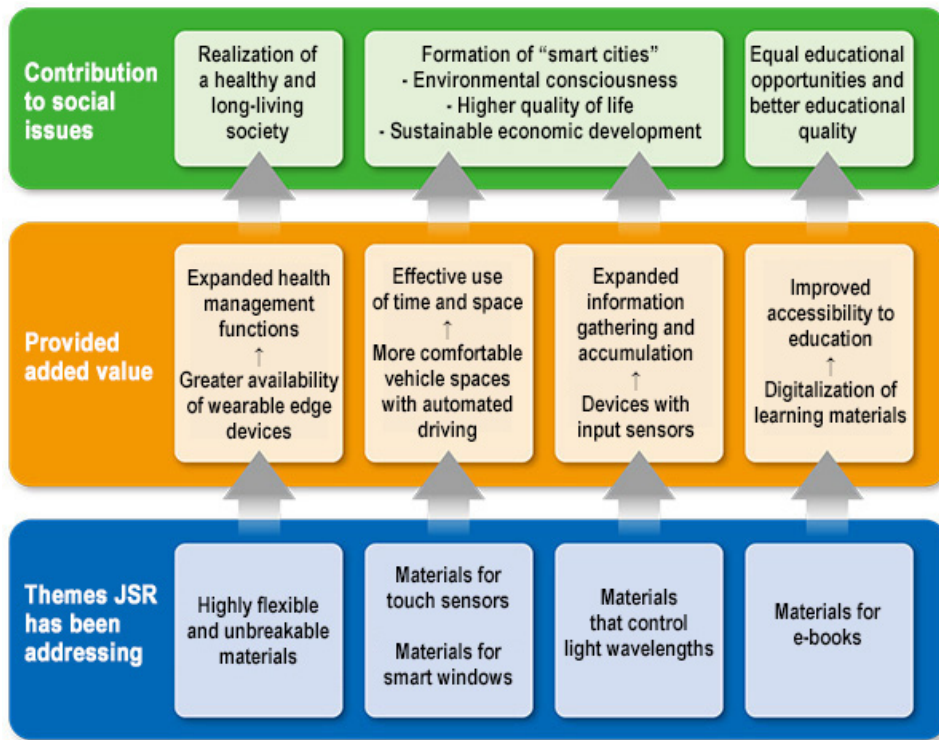 Contribution
to social
issues
Realization of
a healthy and
long-living
society
Formation of “smart cities”
- Environmental consciousness
- Higher quality of life
- Sustainable economic development
Equal educational
opportunities and
better educational
quality
Provided
added value
Expanded health
management
functions
↑
Greater availability
of wearable edge
devices
Effective use
of time and space
↑
More comfortable
vehicle spaces
with automated
driving
Expanded
information
gathering and
accumulation
↑
Devices with
input sensors
Improved
accessibility to
education
↑
Digitalization of
learning materials
Themes JSR
has been
addressing
Highly flexible
and unbreakable
materials
Materials for
touch sensors
Materials for
smart windows
Materials
that control
light wavelengths
Materials for
e-books